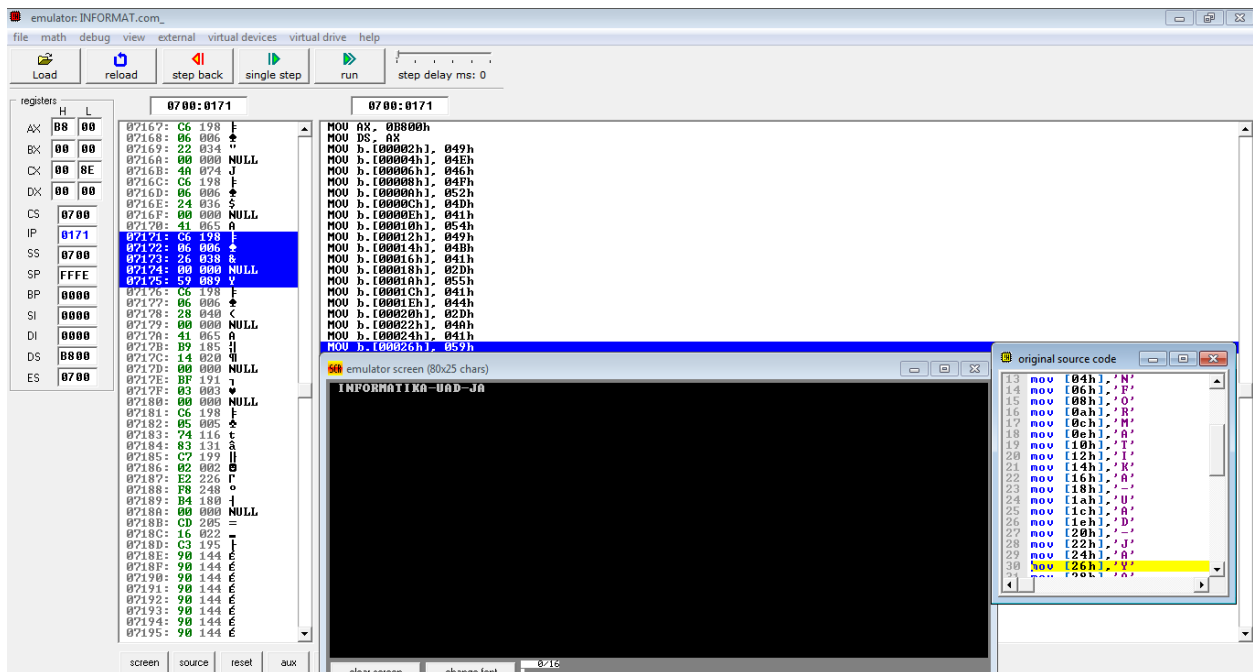 emulator: INFORMAT.com_
file math debug view external virtual devices virtual drive help
Load reload step back single step run step delay ms: 0
registers
H L
0700:0171 0700:0171
AX B8 00
BX 00 00
CX 00 8E
DX 00 00
CS 0700
IP 0171
SS 0700
SP FFFE
BP 0000
SI 0000
DI 0000
DS B800
ES 0700
07167: C6 198 ╞
07168: 06 006 ♠
07169: 22 034 "
0716A: 00 000 NULL
0716B: 4A 074 J
0716C: C6 198 ╞
0716D: 06 006 ♠
0716E: 24 036 $
0716F: 00 000 NULL
07170: 41 065 A
07171: C6 198 ╞
07172: 06 006 ♠
07173: 26 038 &
07174: 00 000 NULL
07175: 59 089 Y
07176: C6 198 ╞
07177: 06 006 ♠
07178: 28 040 (
07179: 00 000 NULL
0717A: 41 065 A
0717B: B9 185 ╣
0717C: 14 020 ¶
0717D: 00 000 NULL
0717E: BF 191 ┐
0717F: 03 003 ♥
07180: 00 000 NULL
07181: C6 198 ╞
07182: 05 005 ♣
07183: 74 116 t
07184: 83 131 â
07185: C7 199 ╟
07186: 02 002 ☻
07187: E2 226 Γ
07188: F8 248 °
07189: B4 180 ┤
0718A: 00 000 NULL
0718B: CD 205 =
0718C: 16 022 ▬
0718D: C3 195 ├
0718E: 90 144 É
0718F: 90 144 É
07190: 90 144 É
07191: 90 144 É
07192: 90 144 É
07193: 90 144 É
07194: 90 144 É
07195: 90 144 É
MOV AX, 0B800h
MOV DS, AX
MOV b.[00002h], 049h
MOV b.[00004h], 04Eh
MOV b.[00006h], 046h
MOV b.[00008h], 04Fh
MOV b.[0000Ah], 052h
MOV b.[0000Ch], 04Dh
MOV b.[0000Eh], 041h
MOV b.[00010h], 054h
MOV b.[00012h], 049h
MOV b.[00014h], 04Bh
MOV b.[00016h], 041h
MOV b.[00018h], 02Dh
MOV b.[0001Ah], 055h
MOV b.[0001Ch], 041h
MOV b.[0001Eh], 044h
MOV b.[00020h], 02Dh
MOV b.[00022h], 04Ah
MOV b.[00024h], 041h
MOV b.[00026h], 059h
emulator screen (80x25 chars)
INFORMATIKA-UAD-JA
clear screen change font 0/16
original source code
13 mov [04h],'N'
14 mov [06h],'F'
15 mov [08h],'O'
16 mov [0ah],'R'
17 mov [0ch],'M'
18 mov [0eh],'A'
19 mov [10h],'T'
20 mov [12h],'I'
21 mov [14h],'K'
22 mov [16h],'A'
23 mov [18h],'-'
24 mov [1ah],'U'
25 mov [1ch],'A'
26 mov [1eh],'D'
27 mov [20h],'-'
28 mov [22h],'J'
29 mov [24h],'A'
30 mov [26h],'Y'
31 mov [28h],'A'
screen source reset aux